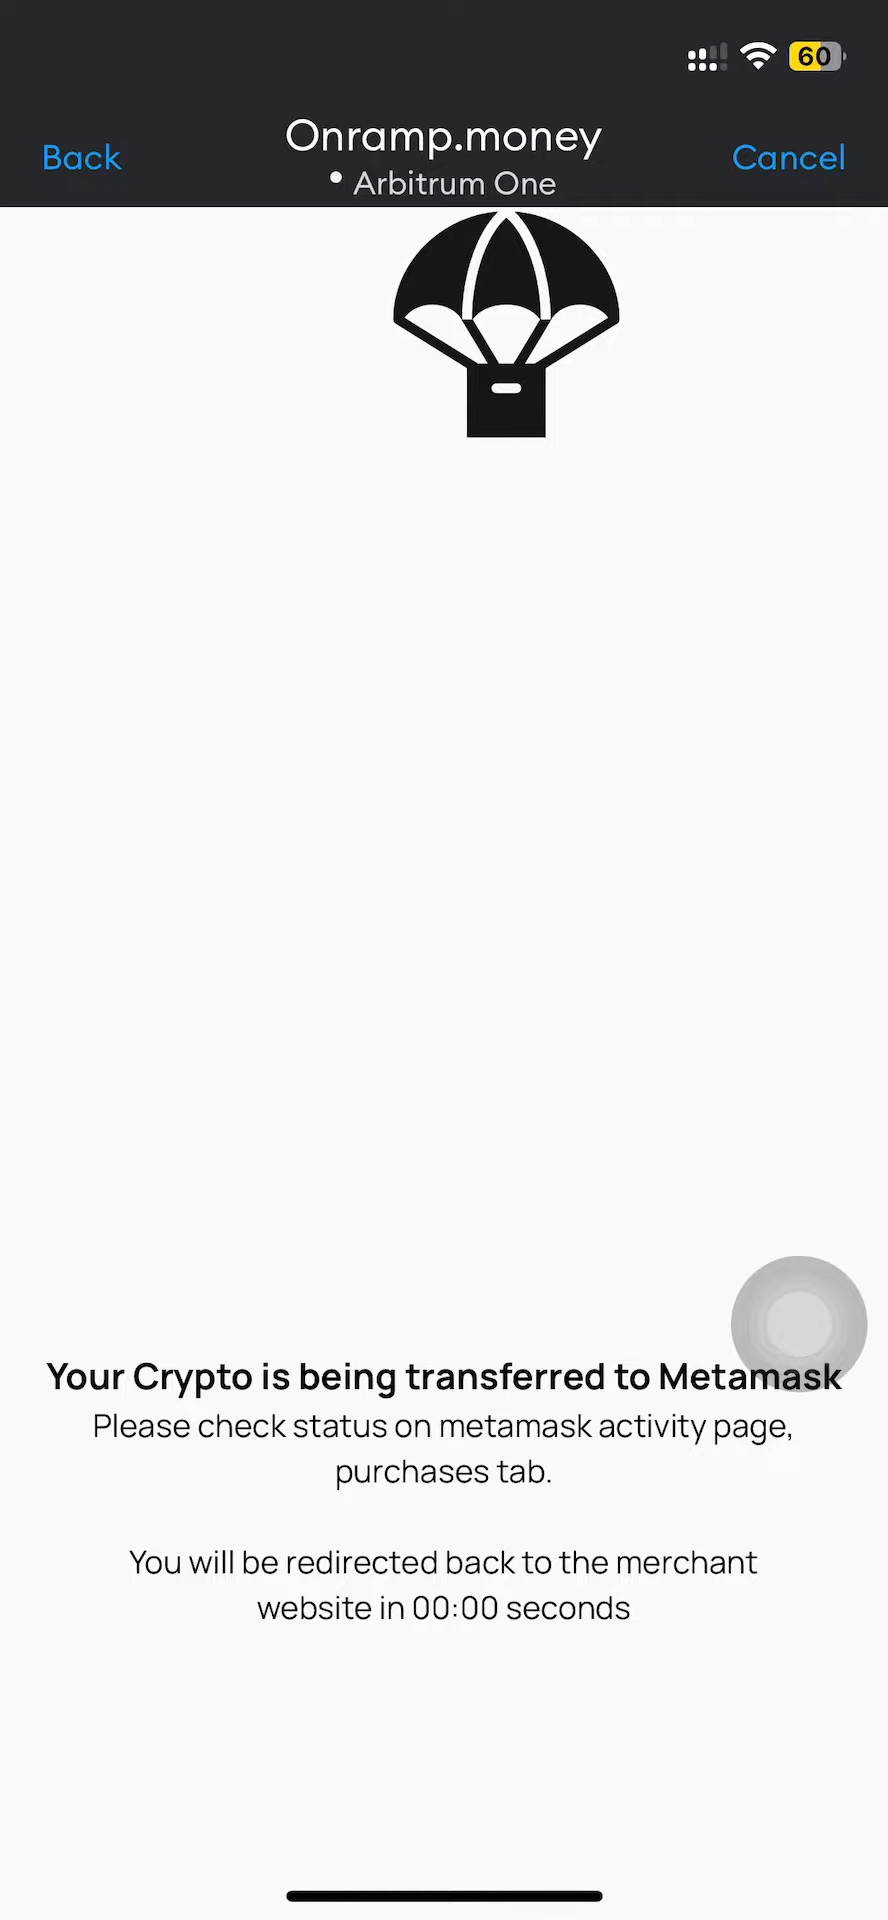 60
Back
Onramp.money
Cancel
Arbitrum One
Your Crypto is being transferred to Metamask
Please check status on metamask activity page,
purchases tab.
You will be redirected back to the merchant
website in 00:00 seconds